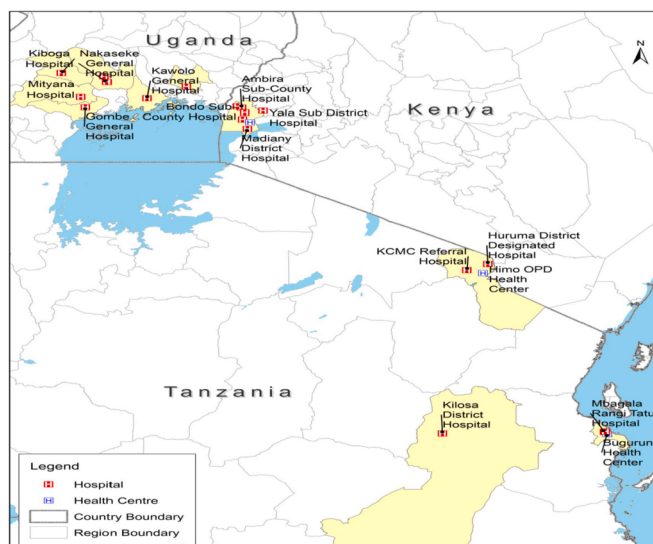 Uganda
Kiboga
Hospital
Nakaseke
General
Hospital
Mityana
Hospital
Gombe
General
Hospital
Kawolo
General
Hospital
Ambira
Sub-County
Hospital
Bondo Sub
County Hospital
Yala Sub District
Hospital
Madiany
District
Hospital
Kenya
N
KCMC Referral
Hospital
Huruma District
Designated
Hospital
Himo OPD
Health
Center
Tanzania
Kilosa
District
Hospital
Mbagala
Rangi Tatu
Hospital
Buguruni
Health
Center
Legend
H Hospital
H Health Centre
Country Boundary
Region Boundary